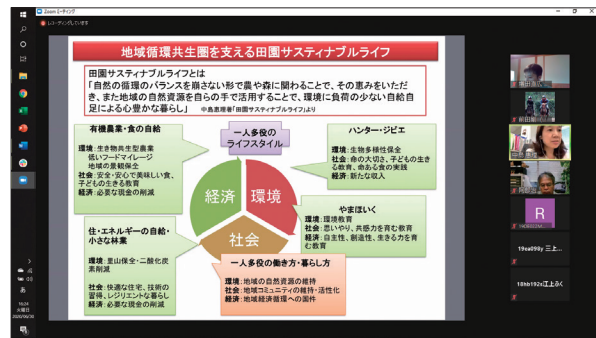 Zoom ミーティング
レコーディングしています
地域循環共生圏を支える田園サスティナブルライフ
田園サスティナブルライフとは
「自然の循環のバランスを崩さない形で農や森に関わることで、その恵みをいただ
き、また地域の自然資源を自らの手で活用することで、環境に負荷の少ない自給自
足による心豊かな暮らし」 中島恵理著「田園サスティナブルライフ」より
有機農業・食の自給
環境：生き物共生型農業
低いフードマイレージ
地域の景観保全
社会：安全・安心で美味しい食、
子どもの生きる教育
経済：必要な現金の削減
一人多役の
ライフスタイル
ハンター・ジビエ
環境：生物多様性保全
社会：命の大切さ、子どもの生き
る教育、命ある食の実践
経済：新たな収入
経済
環境
社会
住・エネルギーの自給・
小さな林業
環境：里山保全・二酸化炭
素削減
社会：快適な住宅、技術の
習得、レジリエントな暮らし
経済：必要な現金の削減
やまほいく
環境：環境教育
社会：思いやり、共感力を育む教育
経済：自主性、創造性、生きる力を育
む教育
一人多役の働き方・暮らし方
環境：地域の自然資源の維持
社会：地域コミュニティの維持・活性化
経済：地域経済循環への貢献
R
19ea098y 三上...
18hb192s江上ふく
あ
16:24
火曜日
2020/06/30